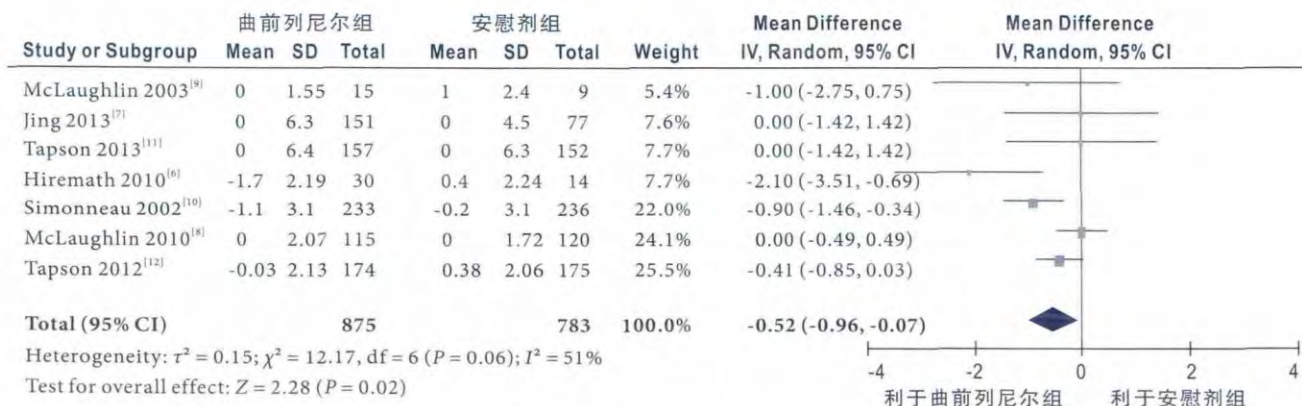 曲前列尼尔组 安慰剂组 Mean Difference Mean Difference
Study or Subgroup Mean SD Total Mean SD Total Weight IV, Random, 95% CI IV, Random, 95% CI
McLaughlin 2003[9] 0 1.55 15 1 2.4 9 5.4% -1.00 (-2.75, 0.75)
Jing 2013[7] 0 6.3 151 0 4.5 77 7.6% 0.00 (-1.42, 1.42)
Tapson 2013[11] 0 6.4 157 0 6.3 152 7.7% 0.00 (-1.42, 1.42)
Hiremath 2010[6] -1.7 2.19 30 0.4 2.24 14 7.7% -2.10 (-3.51, -0.69)
Simonneau 2002[10] -1.1 3.1 233 -0.2 3.1 236 22.0% -0.90 (-1.46, -0.34)
McLaughlin 2010[8] 0 2.07 115 0 1.72 120 24.1% 0.00 (-0.49, 0.49)
Tapson 2012[12] -0.03 2.13 174 0.38 2.06 175 25.5% -0.41 (-0.85, 0.03)
Total (95% CI) 875 783 100.0% -0.52 (-0.96, -0.07)
Heterogeneity: τ² = 0.15; χ² = 12.17, df = 6 (P = 0.06); I² = 51%
Test for overall effect: Z = 2.28 (P = 0.02)
-4 -2 0 2 4
利于曲前列尼尔组 利于安慰剂组